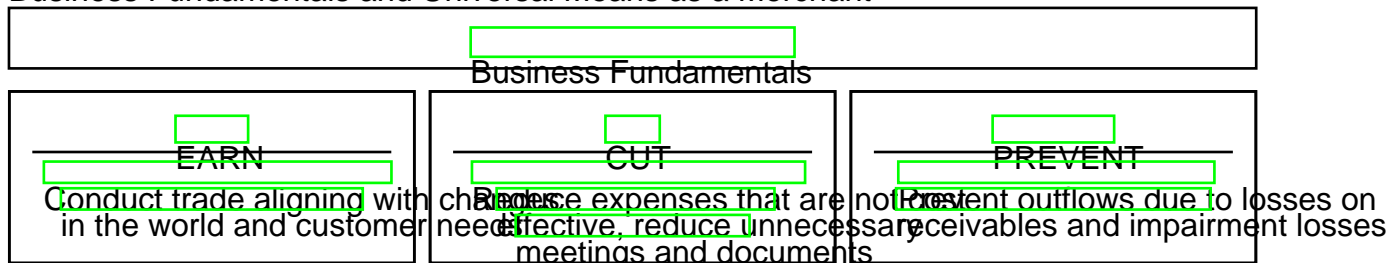 Business Fundamentals and Universal Means as a Merchant
Business Fundamentals
EARN
Conduct trade aligning with changes
in the world and customer needs
CUT
Reduce expenses that are not cost
effective, reduce unnecessary
meetings and documents
PREVENT
Prevent outflows due to losses on
receivables and impairment losses